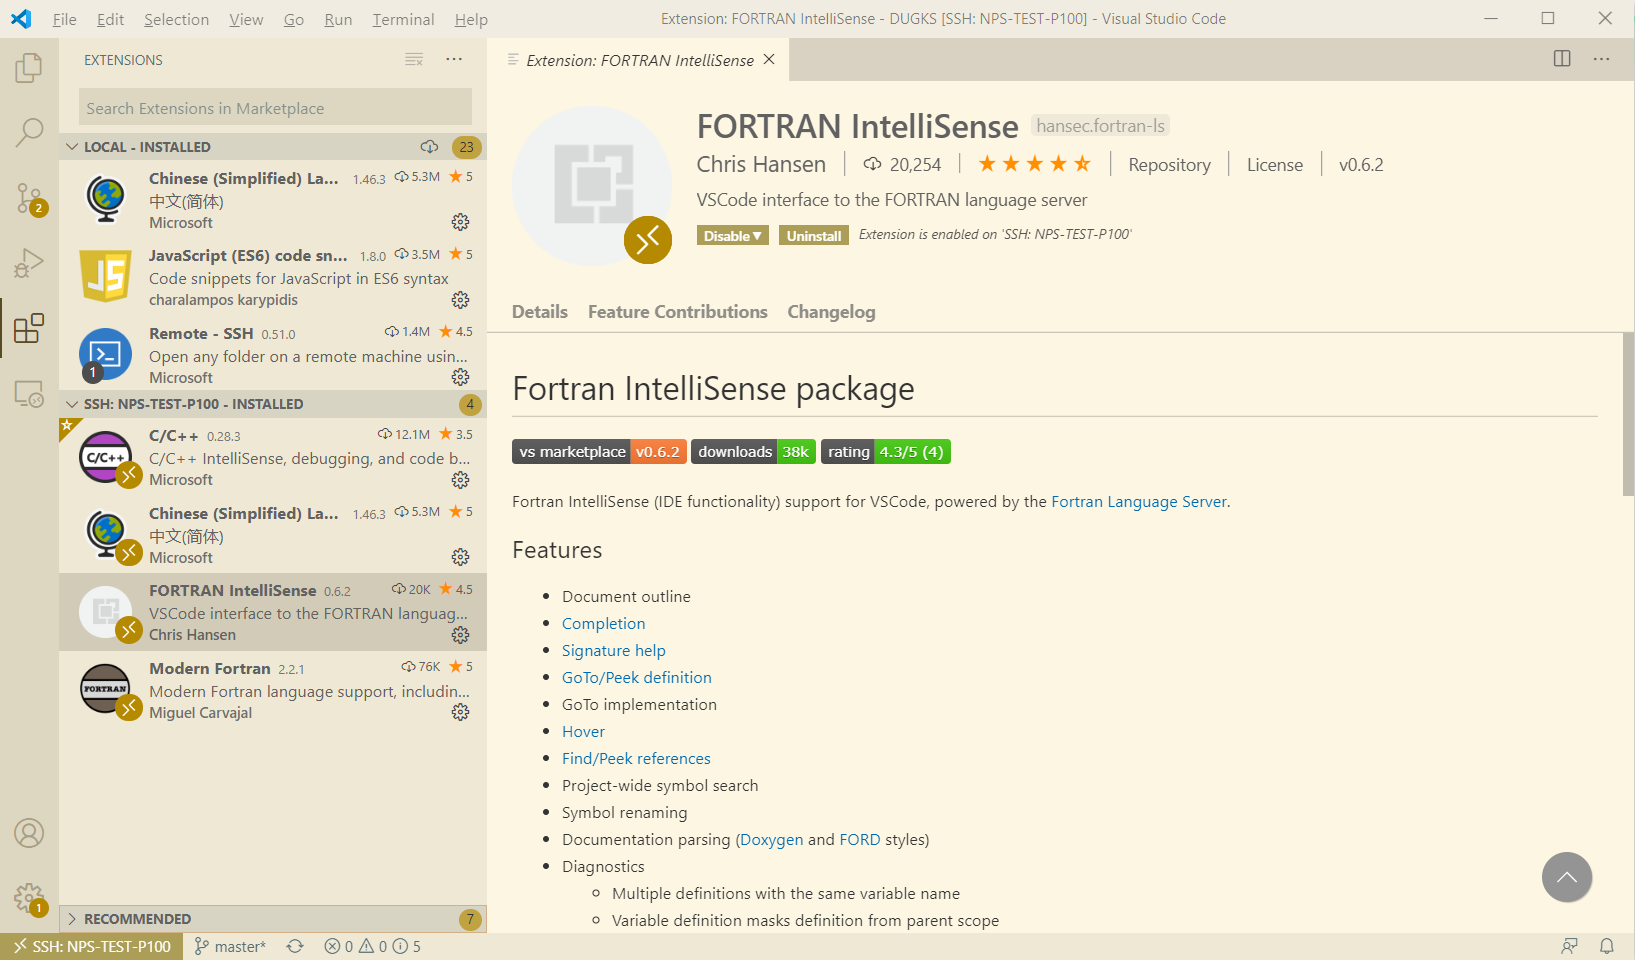 File Edit Selection View Go Run Terminal Help
Extension: FORTRAN IntelliSense - DUGKS [SSH: NPS-TEST-P100] - Visual Studio Code
EXTENSIONS
Search Extensions in Marketplace
LOCAL - INSTALLED 23
Chinese (Simplified) La... 1.46.3 5.3M 5
中文(简体)
Microsoft
JavaScript (ES6) code sn... 1.8.0 3.5M 5
Code snippets for JavaScript in ES6 syntax
charalampos karypidis
JS
Remote - SSH 0.51.0 1.4M 4.5
Open any folder on a remote machine usin...
Microsoft
1
SSH: NPS-TEST-P100 - INSTALLED 4
C/C++ 0.28.3 12.1M 3.5
C/C++ IntelliSense, debugging, and code b...
Microsoft
C/C++
Chinese (Simplified) La... 1.46.3 5.3M 5
中文(简体)
Microsoft
FORTRAN IntelliSense 0.6.2 20K 4.5
VSCode interface to the FORTRAN languag...
Chris Hansen
Modern Fortran 2.2.1 76K 5
Modern Fortran language support, includin...
Miguel Carvajal
FORTRAN
RECOMMENDED 7
2
1
Extension: FORTRAN IntelliSense
FORTRAN IntelliSense hansec.fortran-ls
Chris Hansen 20,254 Repository License v0.6.2
VSCode interface to the FORTRAN language server
Disable Uninstall Extension is enabled on 'SSH: NPS-TEST-P100'
Details Feature Contributions Changelog
Fortran IntelliSense package
vs marketplace v0.6.2 downloads 38k rating 4.3/5 (4)
Fortran IntelliSense (IDE functionality) support for VSCode, powered by the Fortran Language Server.
Features
Document outline
Completion
Signature help
GoTo/Peek definition
GoTo implementation
Hover
Find/Peek references
Project-wide symbol search
Symbol renaming
Documentation parsing (Doxygen and FORD styles)
Diagnostics
Multiple definitions with the same variable name
Variable definition masks definition from parent scope
SSH: NPS-TEST-P100 master* 0 0 5